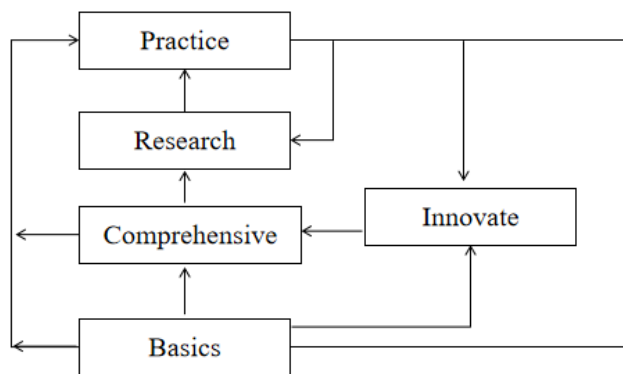 Practice
Research
Comprehensive
Innovate
Basics